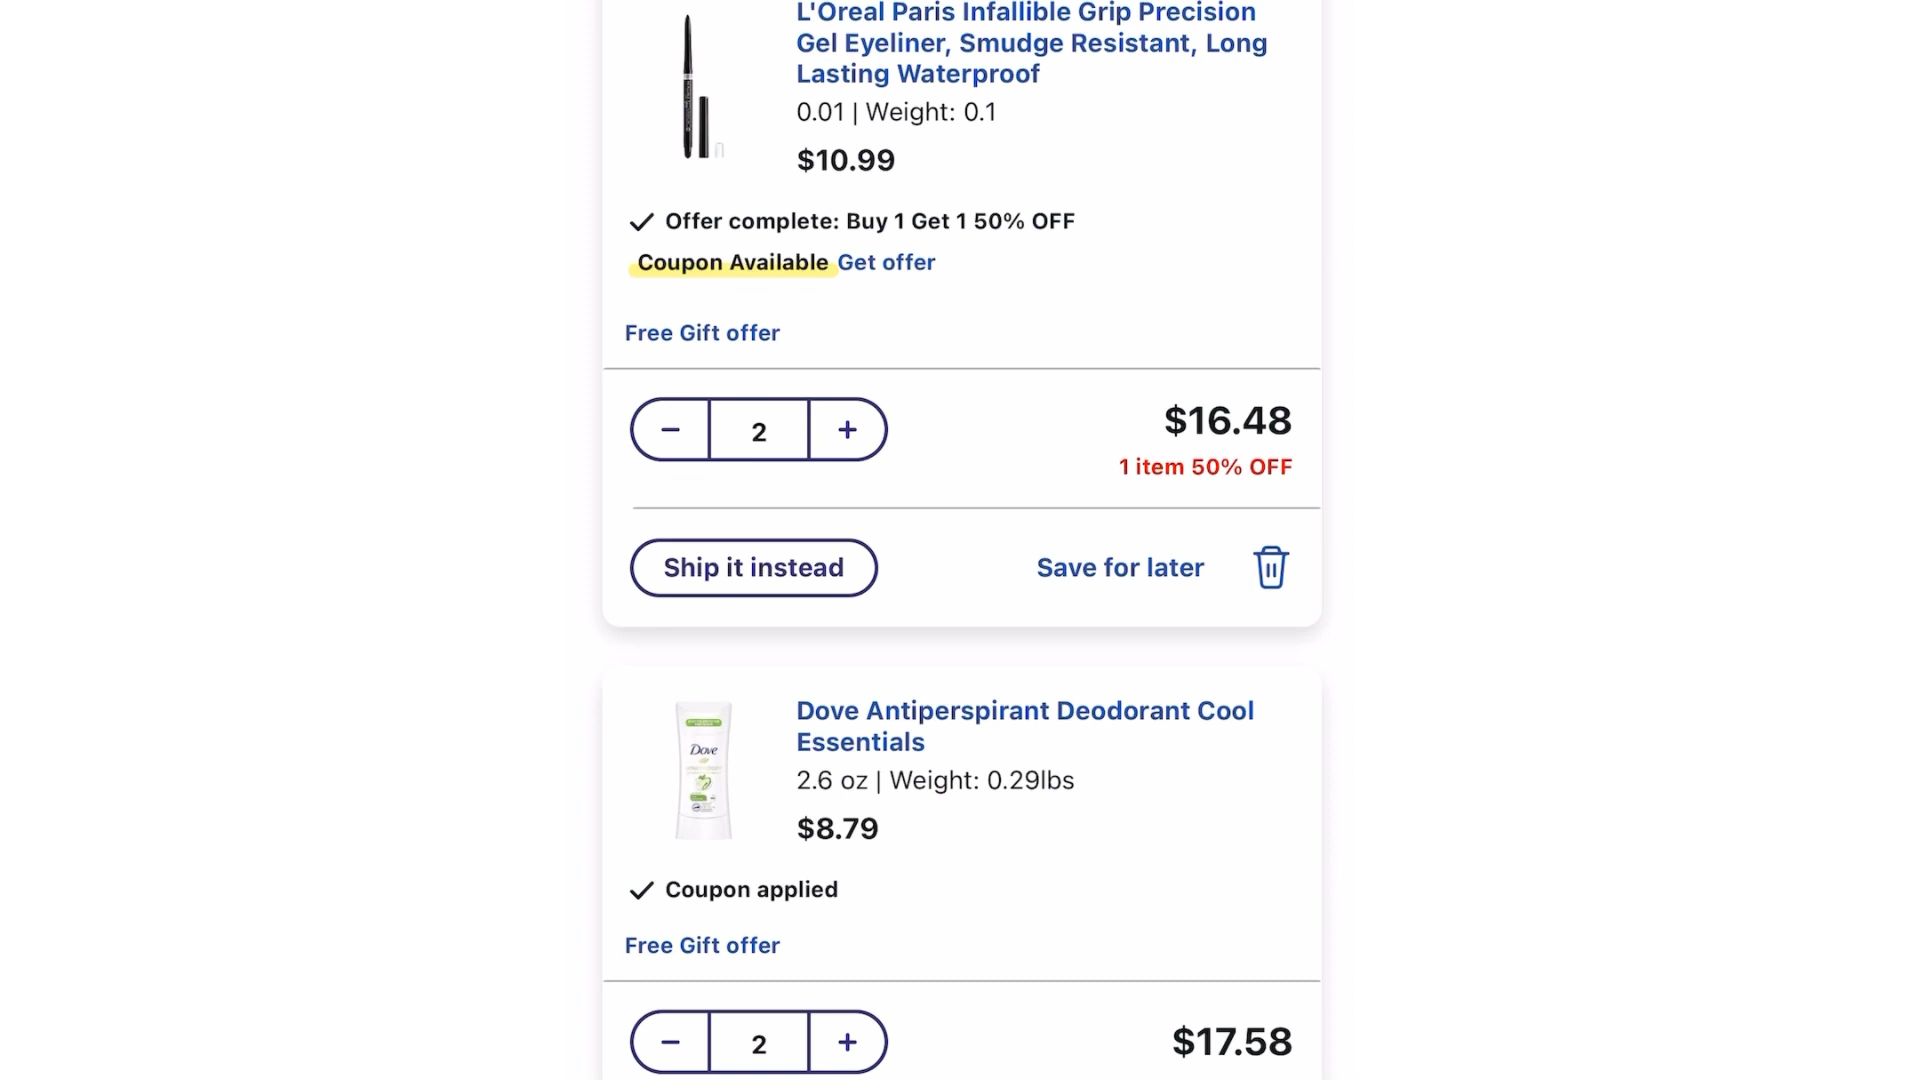 L'Oreal Paris Infallible Grip Precision
Gel Eyeliner, Smudge Resistant, Long
Lasting Waterproof
0.01 | Weight: 0.1
$10.99
Offer complete: Buy 1 Get 1 50% OFF
Coupon Available Get offer
Free Gift offer
2
$16.48
1 item 50% OFF
Ship it instead
Save for later
Dove Antiperspirant Deodorant Cool
Essentials
2.6 oz | Weight: 0.29lbs
Dove
$8.79
Coupon applied
Free Gift offer
2
$17.58